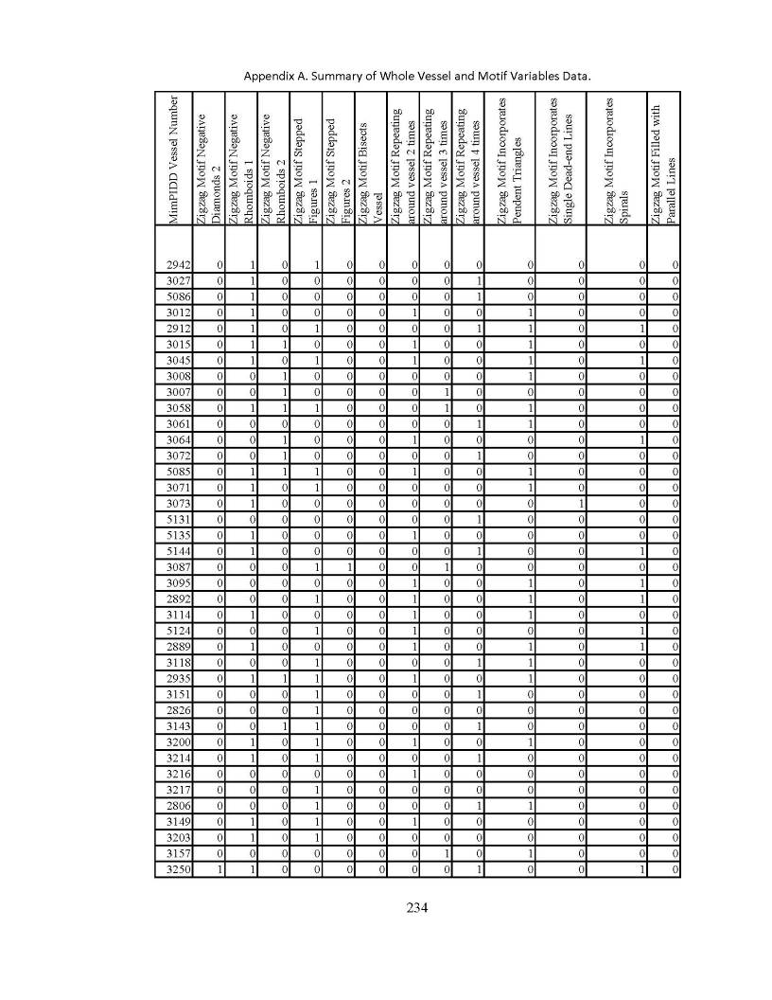 Appendix A. Summary of Whole Vessel and Motif Variables Data.
MimPIDD Vessel Number
Zigzag Motif Negative
Diamonds 2
Zigzag Motif Negative
Rhomboids 1
Zigzag Motif Negative
Rhomboids 2
Zigzag Motif Stepped
Figures 1
Zigzag Motif Stepped
Figures 2
Zigzag Motif Bisects
Vessel
Zigzag Motif Repeating
around vessel 2 times
Zigzag Motif Repeating
around vessel 3 times
Zigzag Motif Repeating
around vessel 4 times
Zigzag Motif Incorporates
Pendent Triangles
Zigzag Motif Incorporates
Single Dead-end Lines
Zigzag Motif Incorporates
Spirals
Zigzag Motif Filled with
Parallel Lines
2942 0 1 0 1 0 0 0 0 0 0 0 0 0
3027 0 1 0 0 0 0 0 0 1 0 0 0 0
5086 0 1 0 0 0 0 0 0 1 0 0 0 0
3012 0 1 0 0 0 0 1 0 0 1 0 0 0
2912 0 1 0 1 0 0 0 0 1 1 0 1 0
3015 0 1 1 0 0 0 1 0 0 1 0 0 0
3045 0 1 0 1 0 0 1 0 0 1 0 1 0
3008 0 0 1 0 0 0 0 0 0 1 0 0 0
3007 0 0 1 0 0 0 0 1 0 0 0 0 0
3058 0 1 1 1 0 0 0 1 0 1 0 0 0
3061 0 0 0 0 0 0 0 0 1 1 0 0 0
3064 0 0 1 0 0 0 1 0 0 0 0 1 0
3072 0 0 1 0 0 0 0 0 1 0 0 0 0
5085 0 1 1 1 0 0 1 0 0 1 0 0 0
3071 0 1 0 1 0 0 0 0 0 1 0 0 0
3073 0 1 0 0 0 0 0 0 0 0 1 0 0
5131 0 0 0 0 0 0 0 0 1 0 0 0 0
5135 0 1 0 0 0 0 1 0 0 0 0 0 0
5144 0 1 0 0 0 0 0 0 1 0 0 1 0
3087 0 0 0 1 1 0 0 1 0 0 0 0 0
3095 0 0 0 0 0 0 1 0 0 1 0 1 0
2892 0 0 0 1 0 0 1 0 0 1 0 1 0
3114 0 1 0 0 0 0 1 0 0 1 0 0 0
5124 0 0 0 1 0 0 1 0 0 0 0 1 0
2889 0 1 0 0 0 0 1 0 0 1 0 1 0
3118 0 0 0 1 0 0 0 0 1 1 0 0 0
2935 0 1 1 1 0 0 1 0 0 1 0 0 0
3151 0 0 0 1 0 0 0 0 1 0 0 0 0
2826 0 0 0 1 0 0 0 0 0 0 0 0 0
3143 0 0 1 1 0 0 0 0 1 0 0 0 0
3200 0 1 0 1 0 0 1 0 0 1 0 0 0
3214 0 1 0 1 0 0 0 0 1 0 0 0 0
3216 0 0 0 0 0 0 1 0 0 0 0 0 0
3217 0 0 0 1 0 0 0 0 0 0 0 0 0
2806 0 0 0 1 0 0 0 0 1 1 0 0 0
3149 0 1 0 1 0 0 1 0 0 0 0 0 0
3203 0 1 0 1 0 0 0 0 0 0 0 0 0
3157 0 0 0 0 0 0 0 1 0 1 0 0 0
3250 1 1 0 0 0 0 0 0 1 0 0 1 0
234